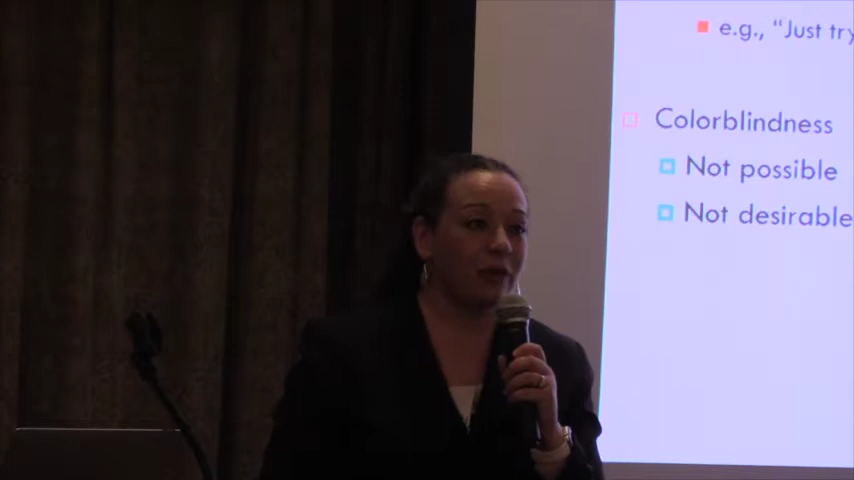 e.g., “Just try
Colorblindness
Not possible
Not desirable